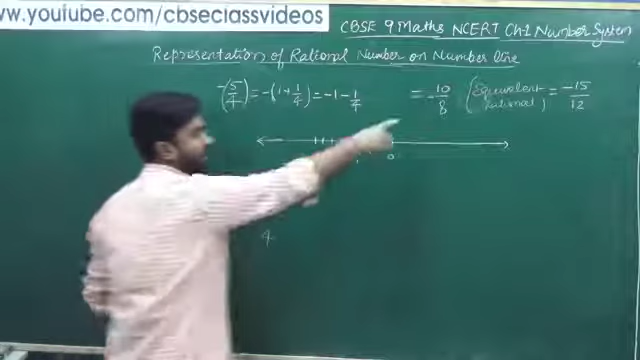 www.youtube.com/cbseclassvideos
CBSE 9 Maths NCERT Ch-1 Number System
Representation of Rational Number on Number line
-(5/4) = -(1+1/4) = -1-1/4 = -10/8 (Equivalent rational) = -15/12
0
4